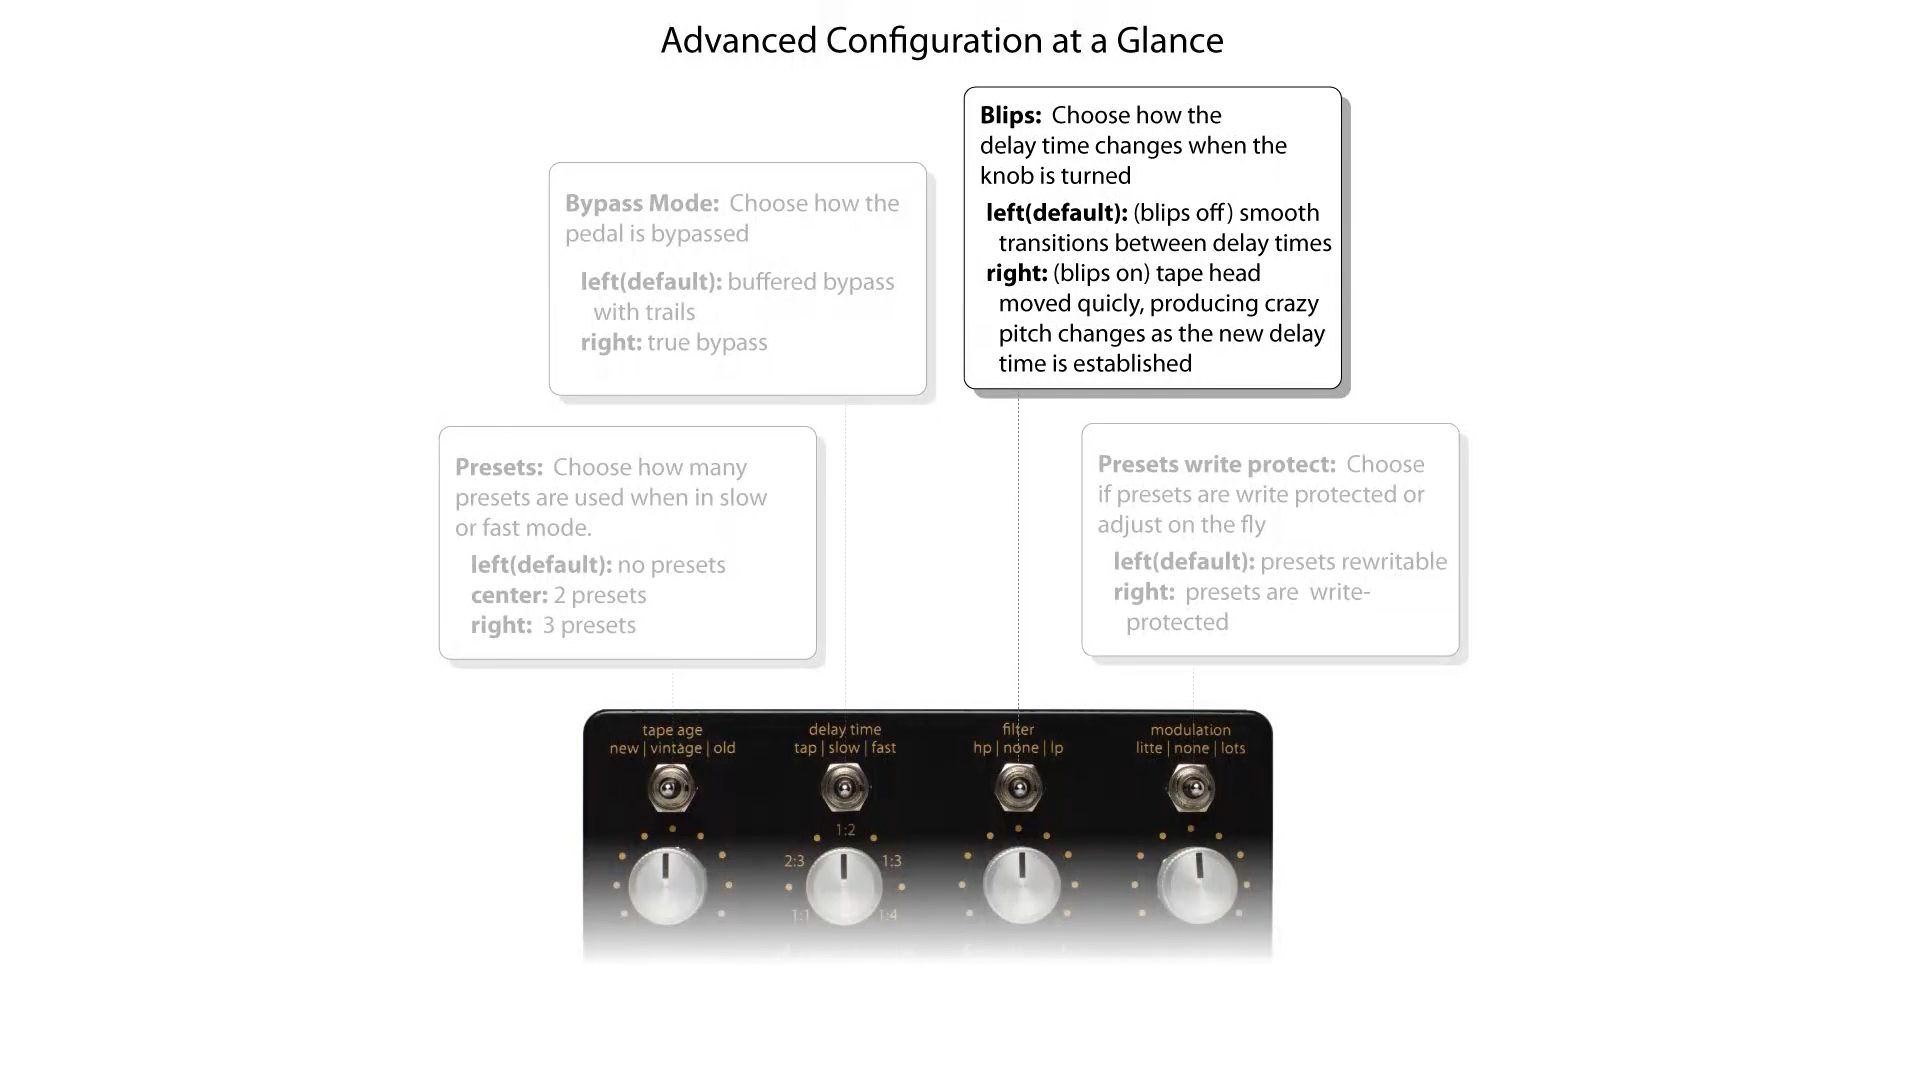 Advanced Configuration at a Glance
Blips: Choose how the
delay time changes when the
knob is turned
left(default): (blips off) smooth
transitions between delay times
right: (blips on) tape head
moved quicly, producing crazy
pitch changes as the new delay
time is established
Bypass Mode: Choose how the
pedal is bypassed
left(default): buffered bypass
with trails
right: true bypass
Presets: Choose how many
presets are used when in slow
or fast mode.
left(default): no presets
center: 2 presets
right: 3 presets
Presets write protect: Choose
if presets are write protected or
adjust on the fly
left(default): presets rewritable
right: presets are write-
protected
tape age
new | vintage | old
delay time
tap | slow | fast
filter
hp | none | lp
modulation
litte | none | lots
1:2
2:3 1:3
1:1 1:4